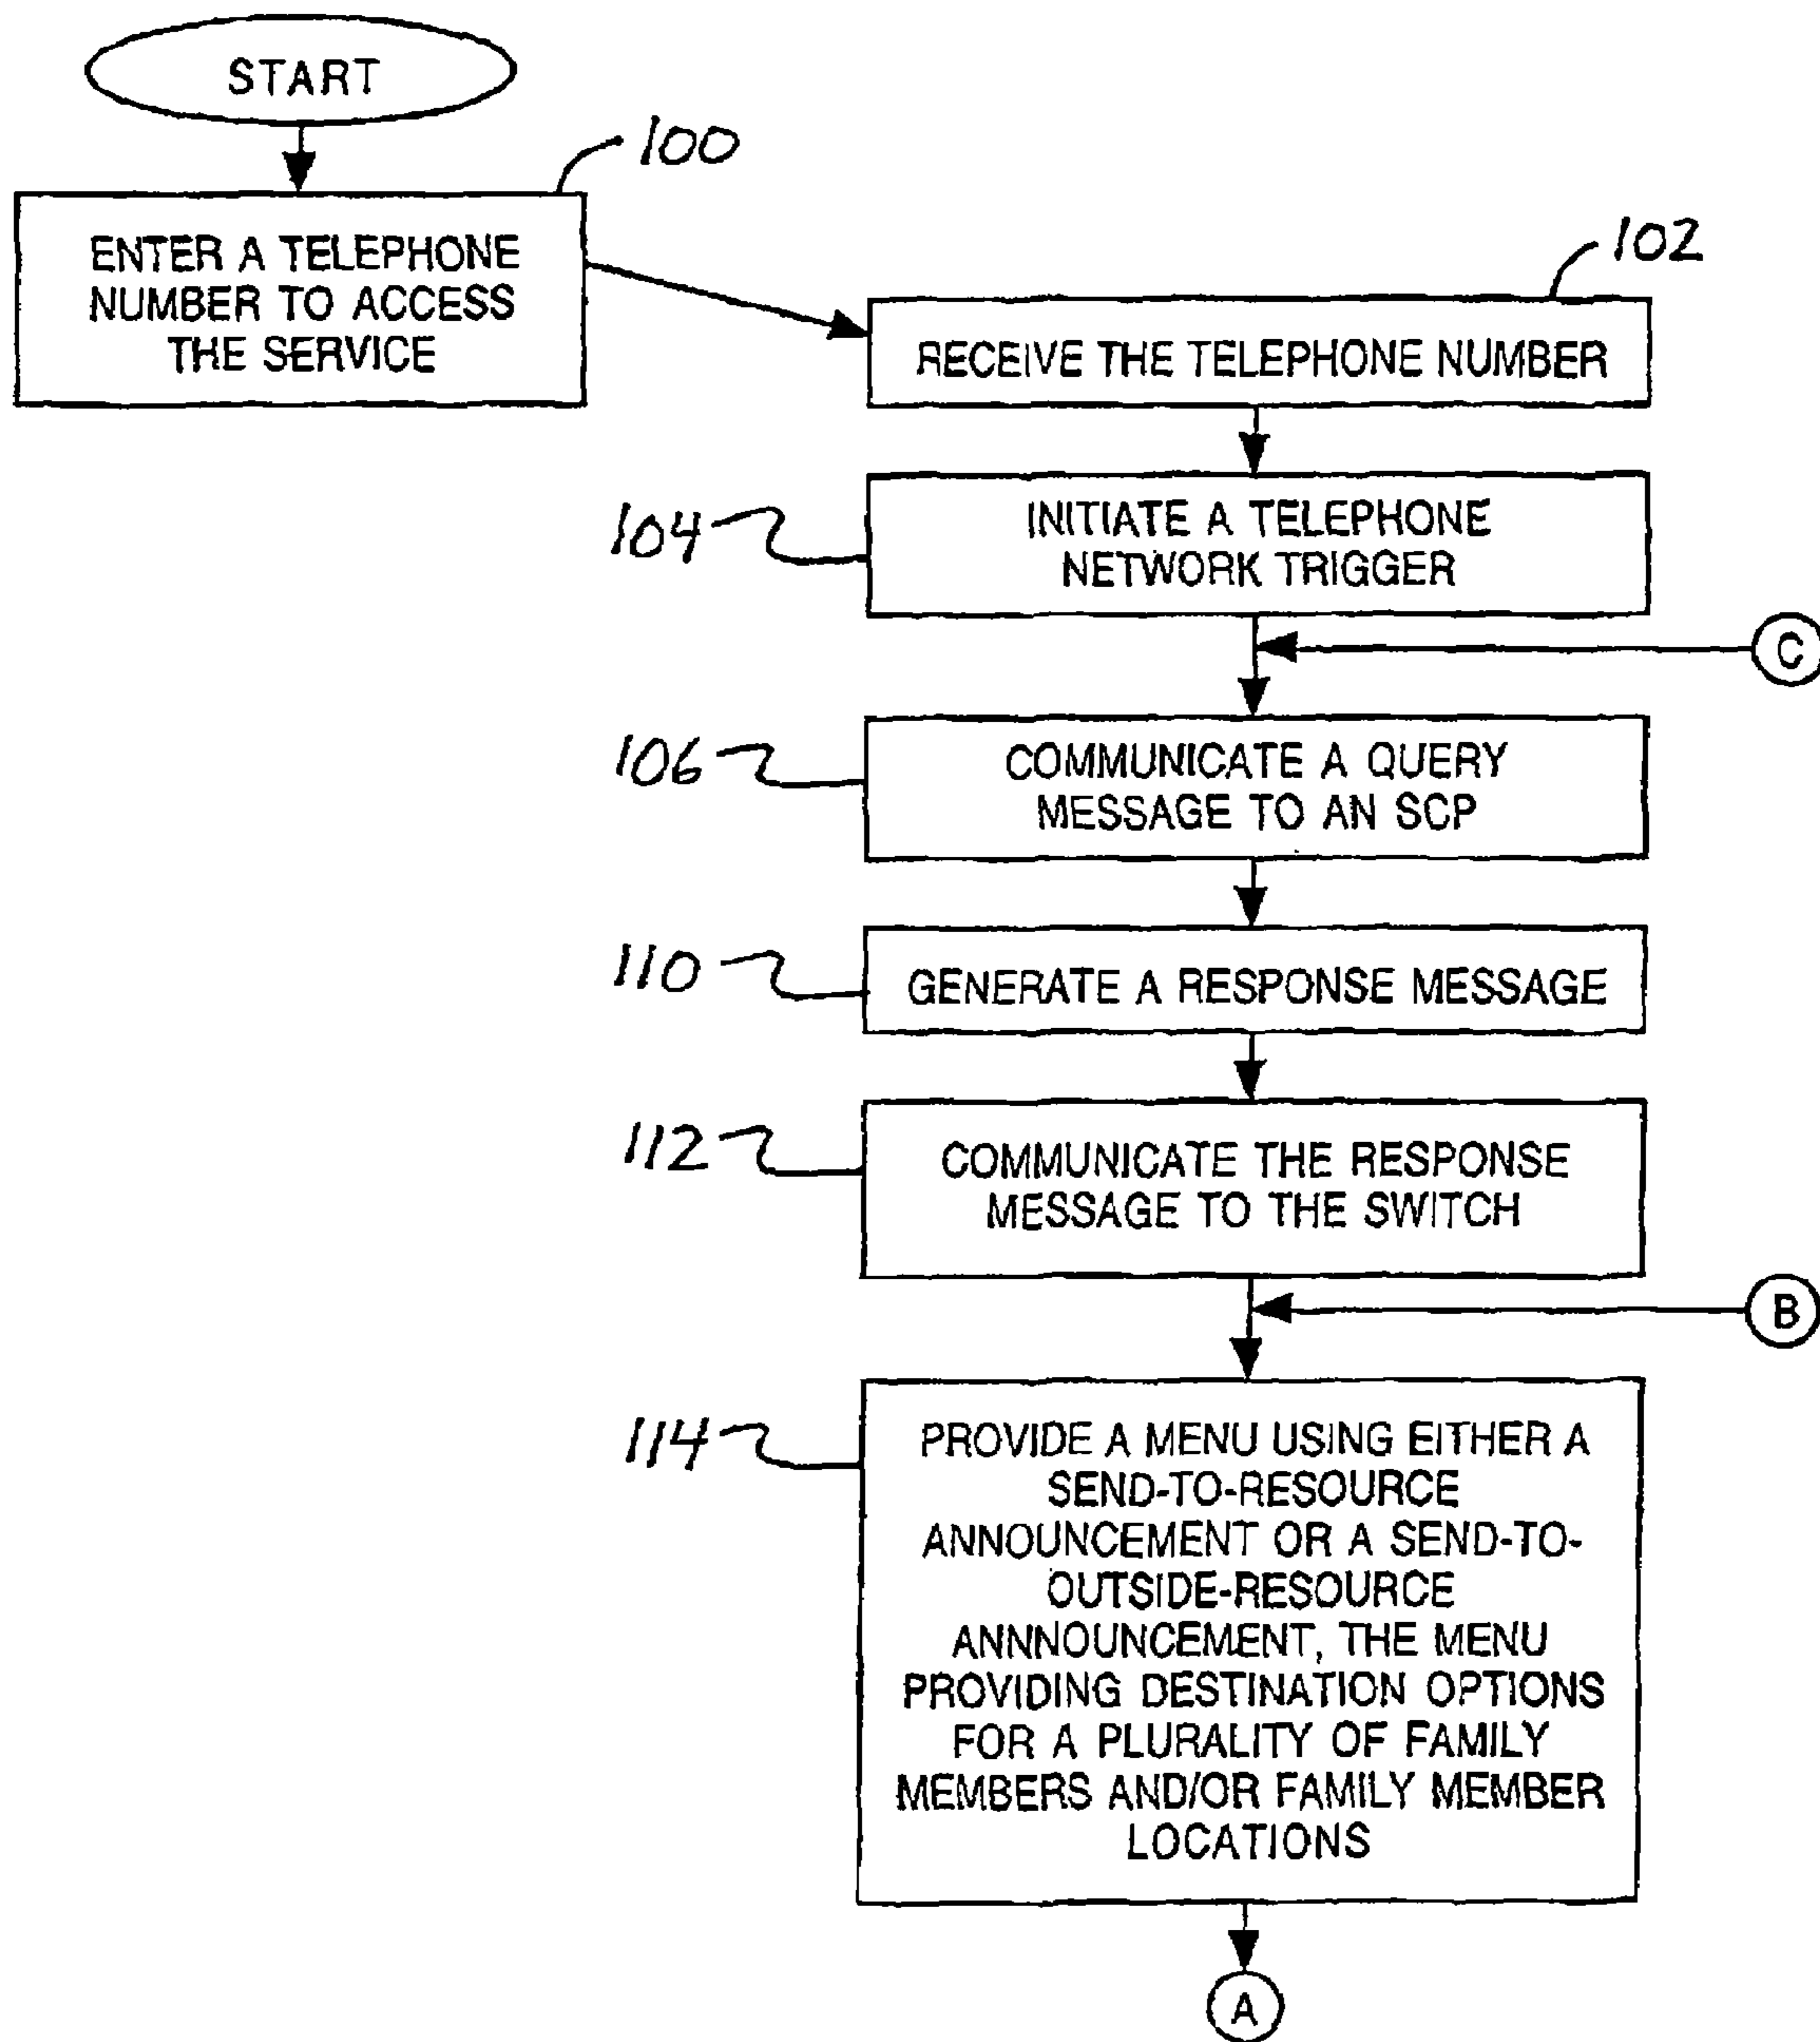 START
100
ENTER A TELEPHONE
NUMBER TO ACCESS
THE SERVICE
102
RECEIVE THE TELEPHONE NUMBER
104
INITIATE A TELEPHONE
NETWORK TRIGGER
C
106
COMMUNICATE A QUERY
MESSAGE TO AN SCP
110
GENERATE A RESPONSE MESSAGE
112
COMMUNICATE THE RESPONSE
MESSAGE TO THE SWITCH
B
114
PROVIDE A MENU USING EITHER A
SEND-TO-RESOURCE
ANNOUNCEMENT OR A SEND-TO-
OUTSIDE-RESOURCE
ANNNOUNCEMENT, THE MENU
PROVIDING DESTINATION OPTIONS
FOR A PLURALITY OF FAMILY
MEMBERS AND/OR FAMILY MEMBER
LOCATIONS
A